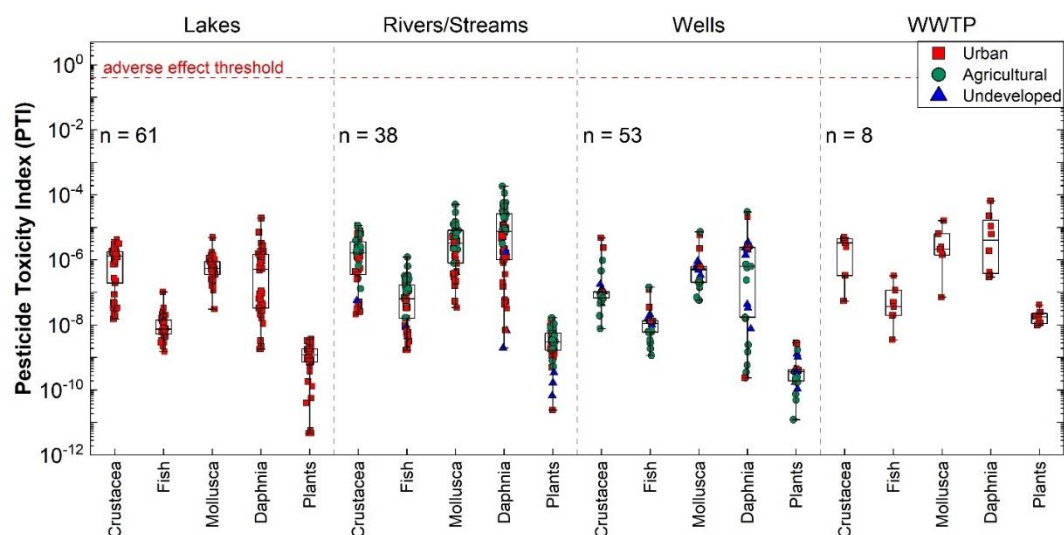 Lakes Rivers/Streams Wells WWTP
Pesticide Toxicity Index (PTI)
10⁰
10⁻²
10⁻⁴
10⁻⁶
10⁻⁸
10⁻¹⁰
10⁻¹²
adverse effect threshold
Urban
Agricultural
Undeveloped
n = 61 n = 38 n = 53 n = 8
Crustacea Fish Mollusca Daphnia Plants Crustacea Fish Mollusca Daphnia Plants Crustacea Fish Mollusca Daphnia Plants Crustacea Fish Mollusca Daphnia Plants